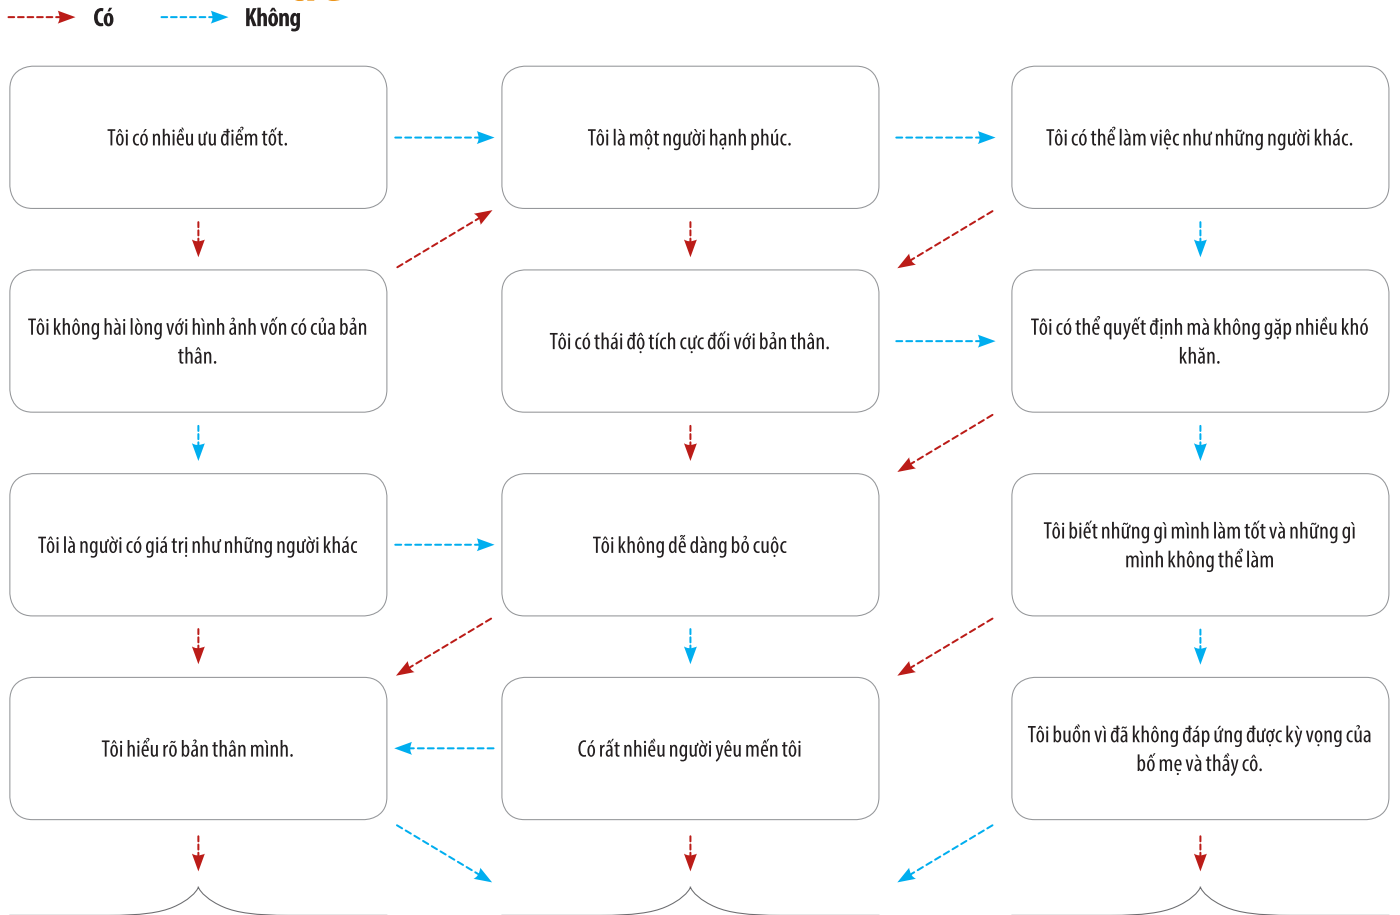 Có Không
Tôi có nhiều ưu điểm tốt.
Tôi là một người hạnh phúc.
Tôi có thể làm việc như những người khác.
Tôi không hài lòng với hình ảnh vốn có của bản
thân.
Tôi có thái độ tích cực đối với bản thân.
Tôi có thể quyết định mà không gặp nhiều khó
khăn.
Tôi là người có giá trị như những người khác
Tôi không dễ dàng bỏ cuộc
Tôi biết những gì mình làm tốt và những gì
mình không thể làm
Tôi hiểu rõ bản thân mình.
Có rất nhiều người yêu mến tôi
Tôi buồn vì đã không đáp ứng được kỳ vọng của
bố mẹ và thầy cô.